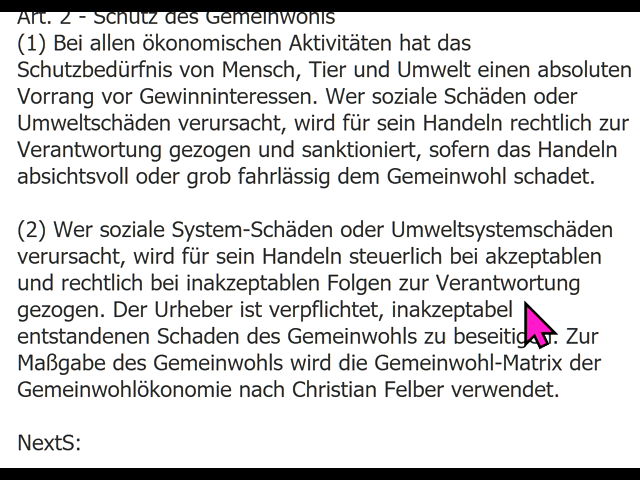 Art. 2 - Schutz des Gemeinwohls
(1) Bei allen ökonomischen Aktivitäten hat das
Schutzbedürfnis von Mensch, Tier und Umwelt einen absoluten
Vorrang vor Gewinninteressen. Wer soziale Schäden oder
Umweltschäden verursacht, wird für sein Handeln rechtlich zur
Verantwortung gezogen und sanktioniert, sofern das Handeln
absichtsvoll oder grob fahrlässig dem Gemeinwohl schadet.
(2) Wer soziale System-Schäden oder Umweltsystemschäden
verursacht, wird für sein Handeln steuerlich bei akzeptablen
und rechtlich bei inakzeptablen Folgen zur Verantwortung
gezogen. Der Urheber ist verpflichtet, inakzeptabel
entstandenen Schaden des Gemeinwohls zu beseitigen. Zur
Maßgabe des Gemeinwohls wird die Gemeinwohl-Matrix der
Gemeinwohlökonomie nach Christian Felber verwendet.
NextS: